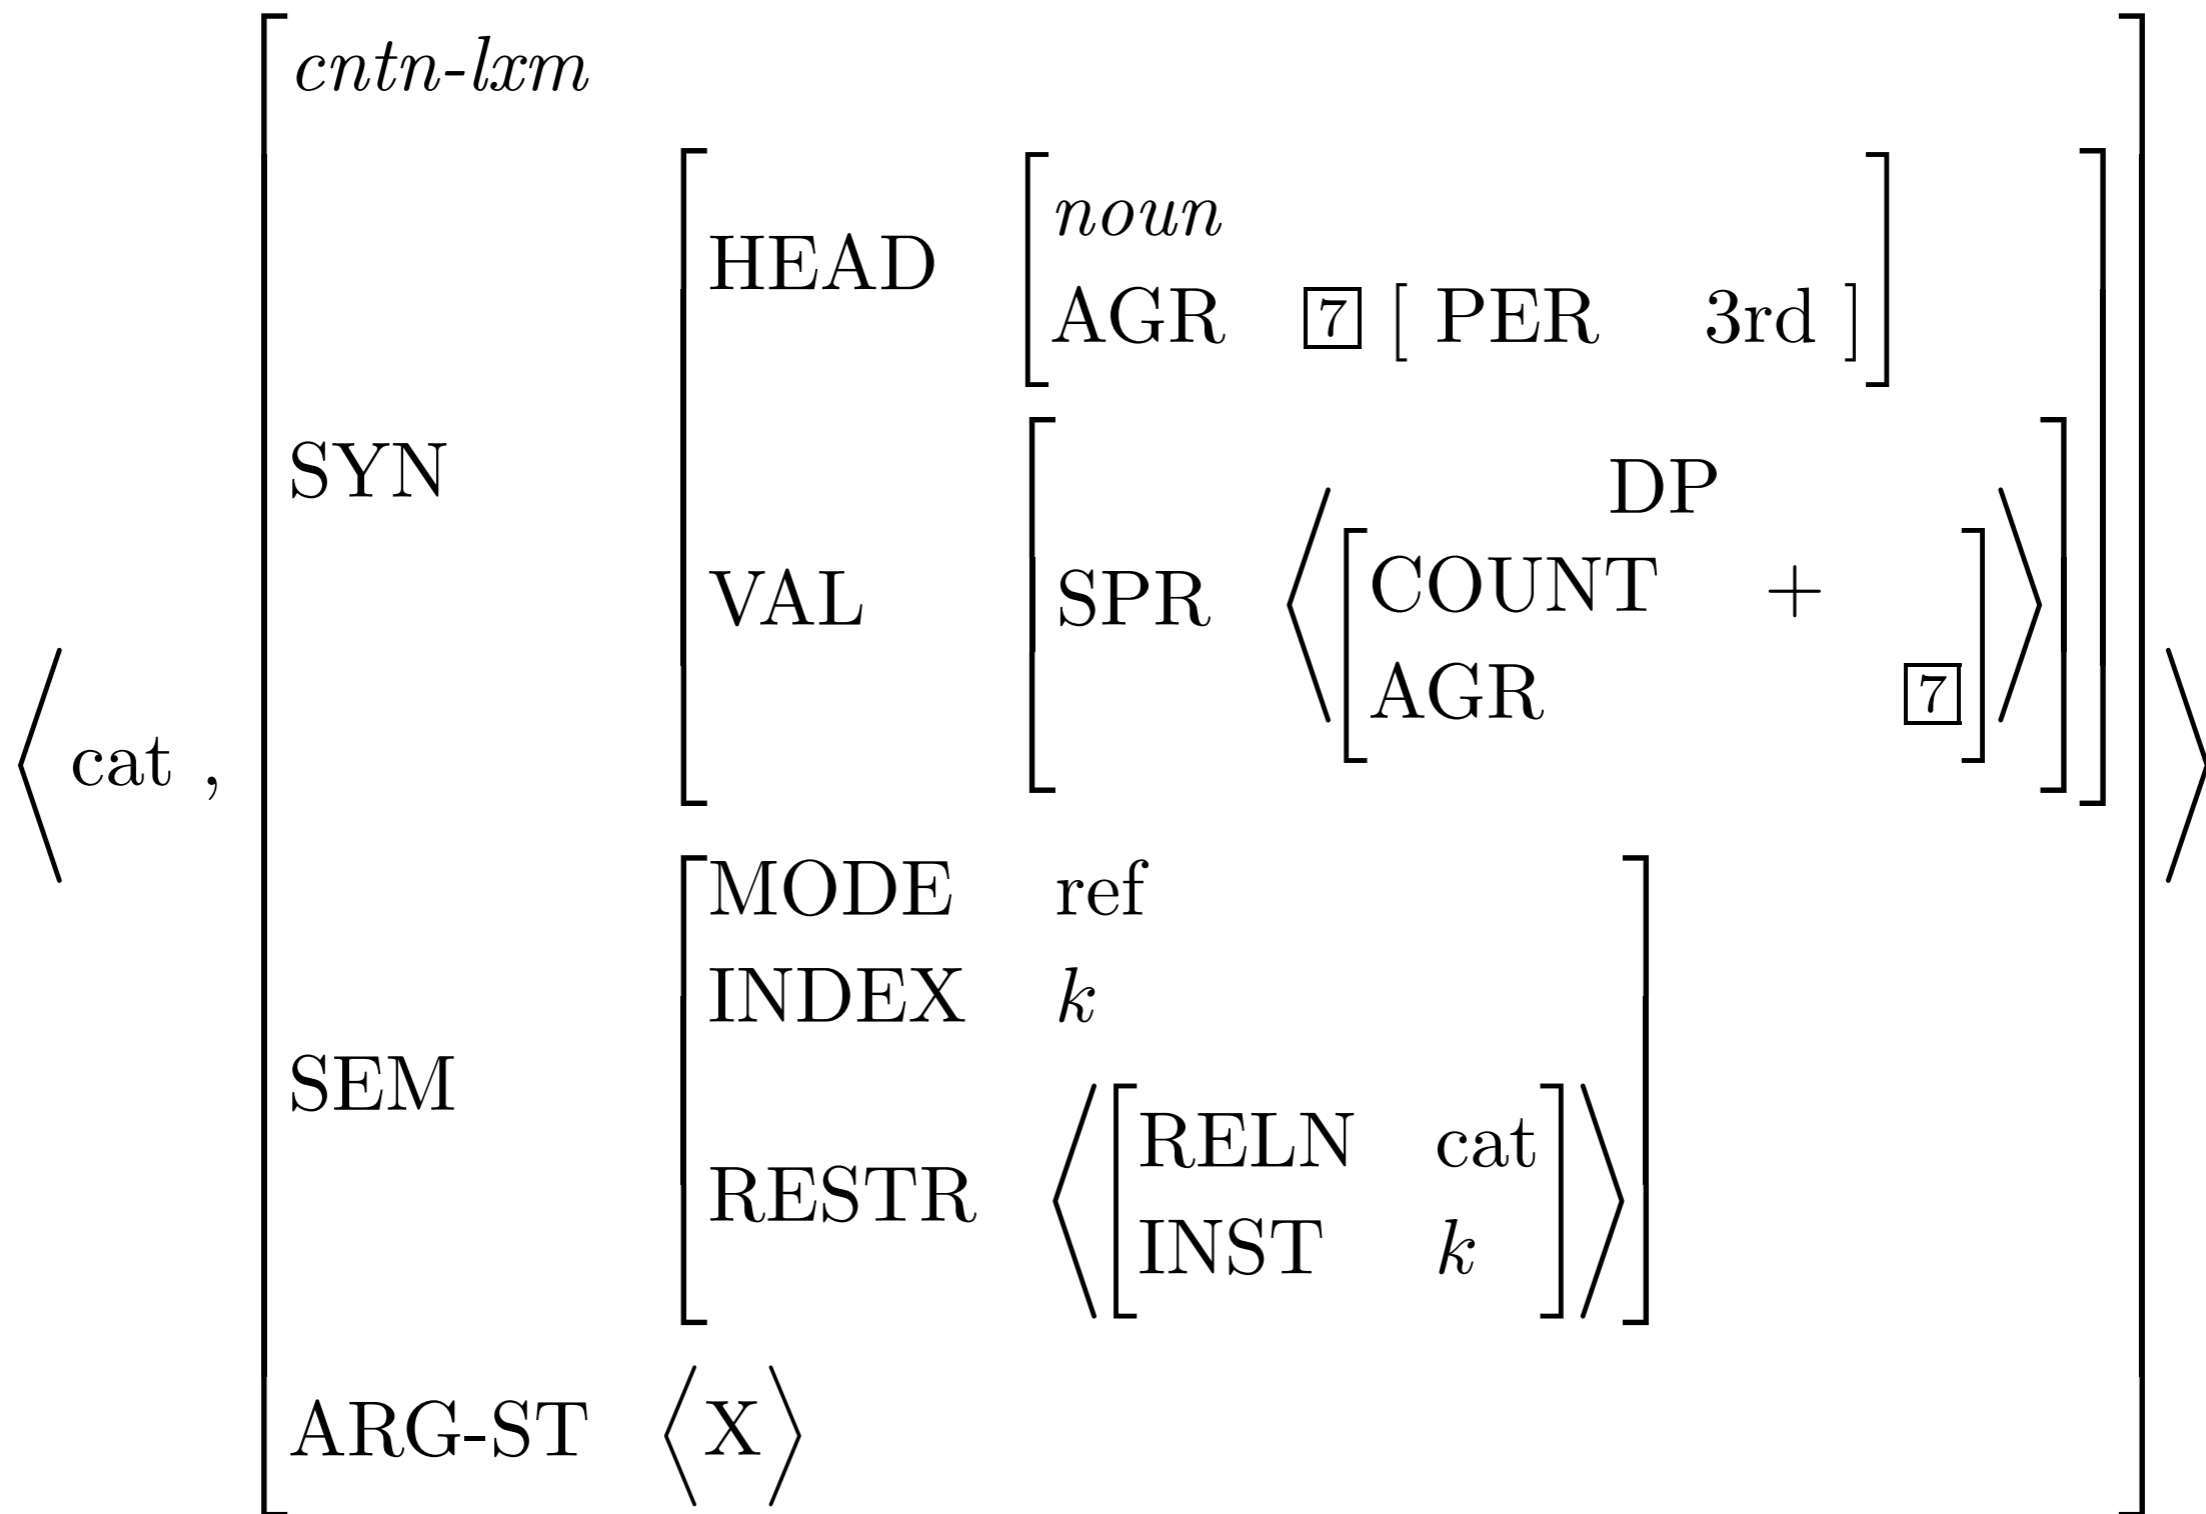 cntn-lxm
noun
HEAD
AGR 7 [ PER 3rd ]
SYN
DP
COUNT +
VAL [ SPR
AGR 7
⟨ cat ,
MODE ref
INDEX k
SEM
RELN cat
RESTR
INST k
ARG-ST ⟨X⟩